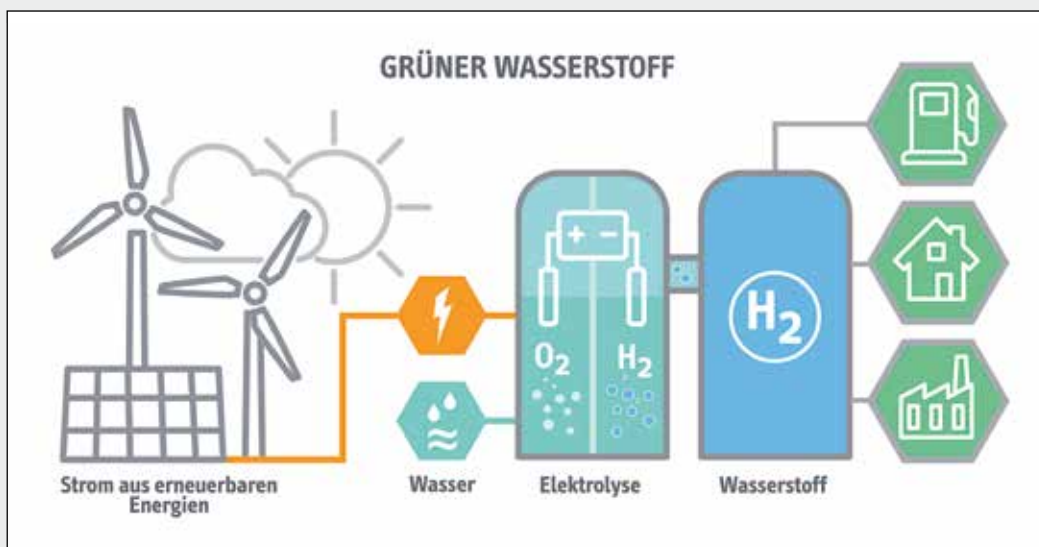 GRÜNER WASSERSTOFF
+ −
O₂
H₂
H₂
Strom aus erneuerbaren
Energien
Wasser
Elektrolyse
Wasserstoff